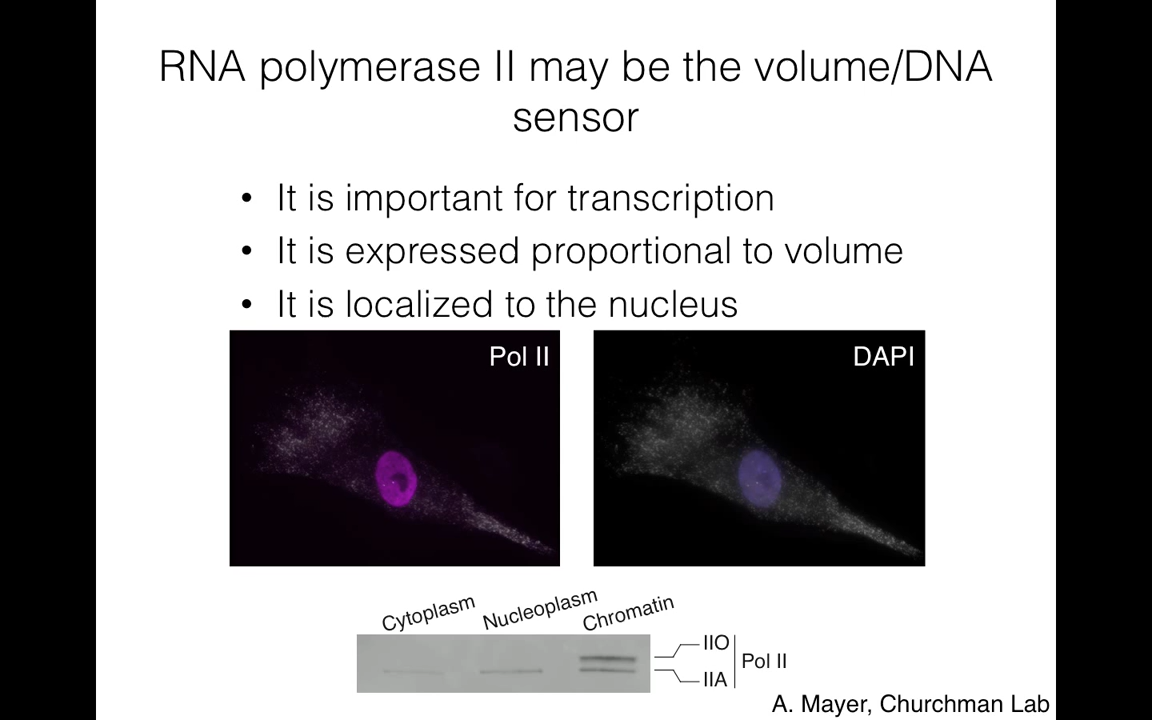 RNA polymerase II may be the volume/DNA
sensor
• It is important for transcription
• It is expressed proportional to volume
• It is localized to the nucleus
Pol II
DAPI
Cytoplasm
Nucleoplasm
Chromatin
IIO
Pol II
IIA
A. Mayer, Churchman Lab